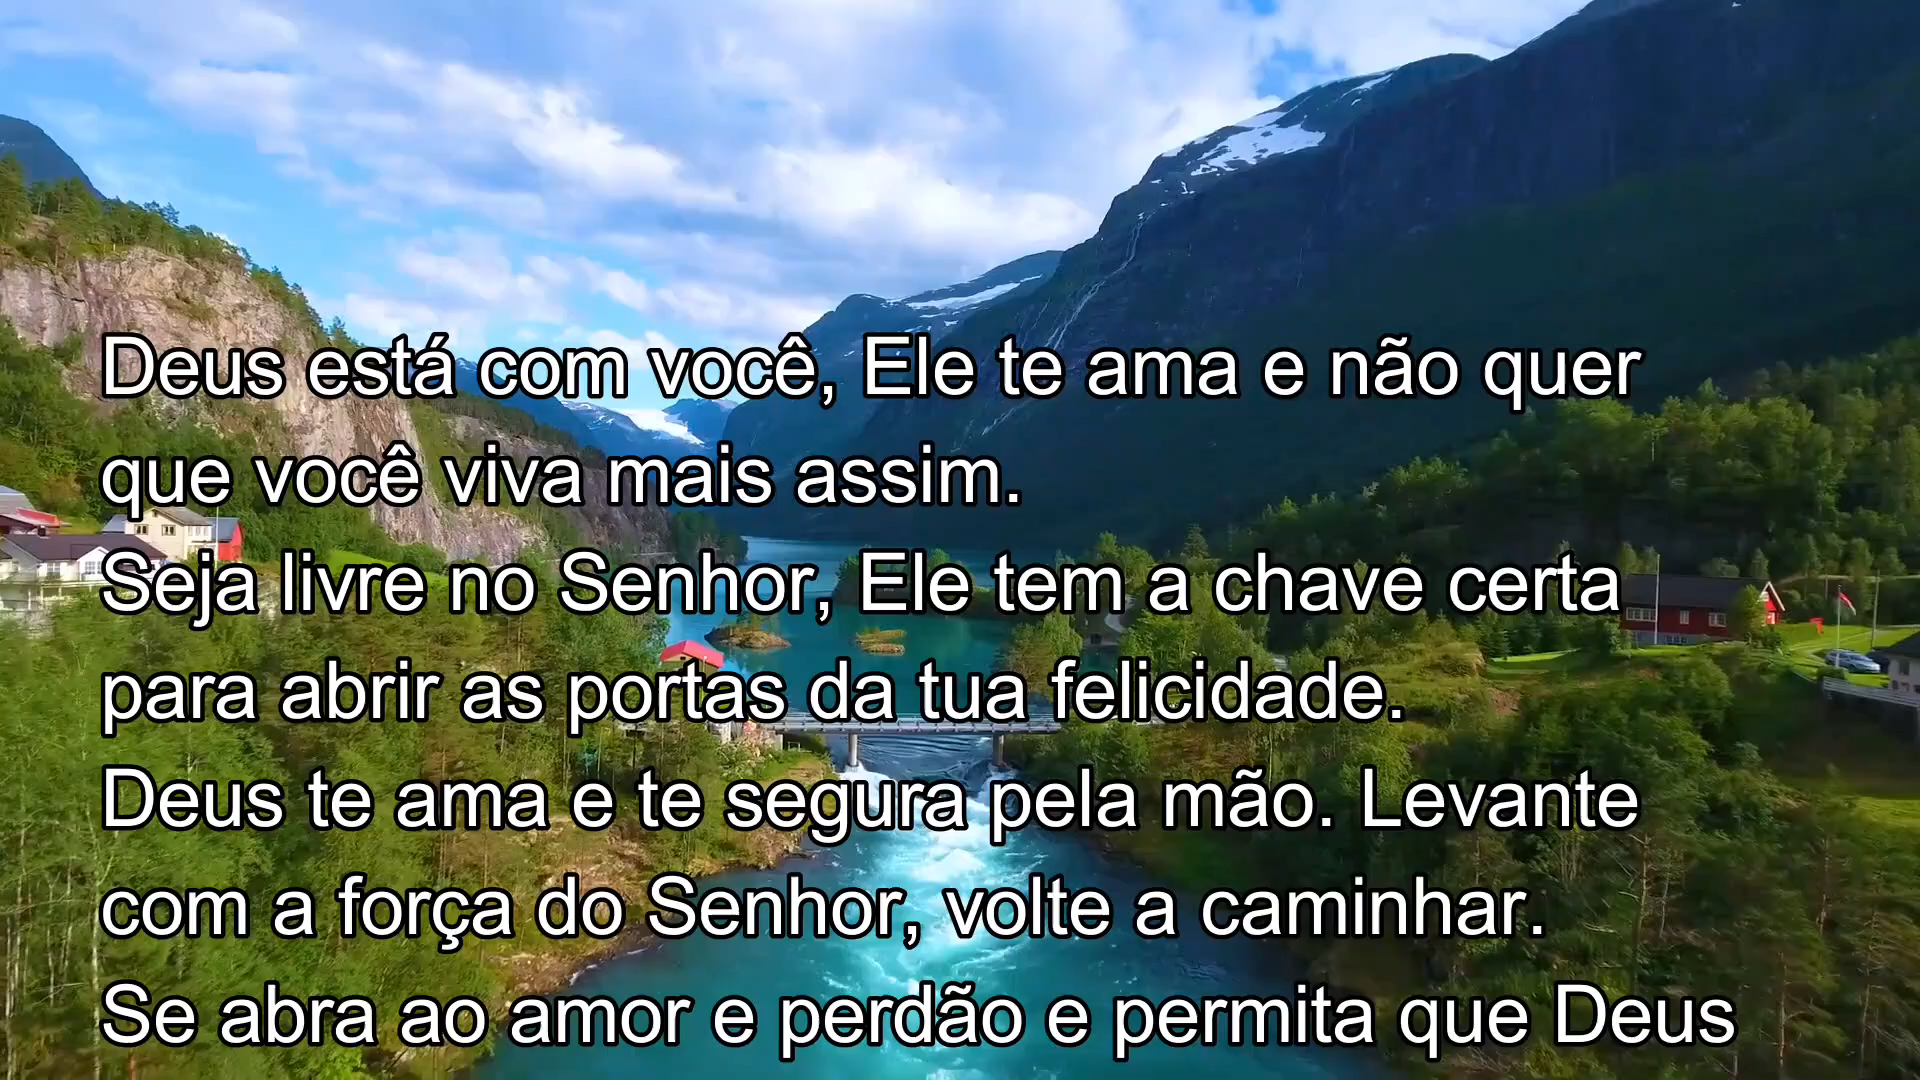 Deus está com você, Ele te ama e não quer
que você viva mais assim.
Seja livre no Senhor, Ele tem a chave certa
para abrir as portas da tua felicidade.
Deus te ama e te segura pela mão. Levante
com a força do Senhor, volte a caminhar.
Se abra ao amor e perdão e permita que Deus